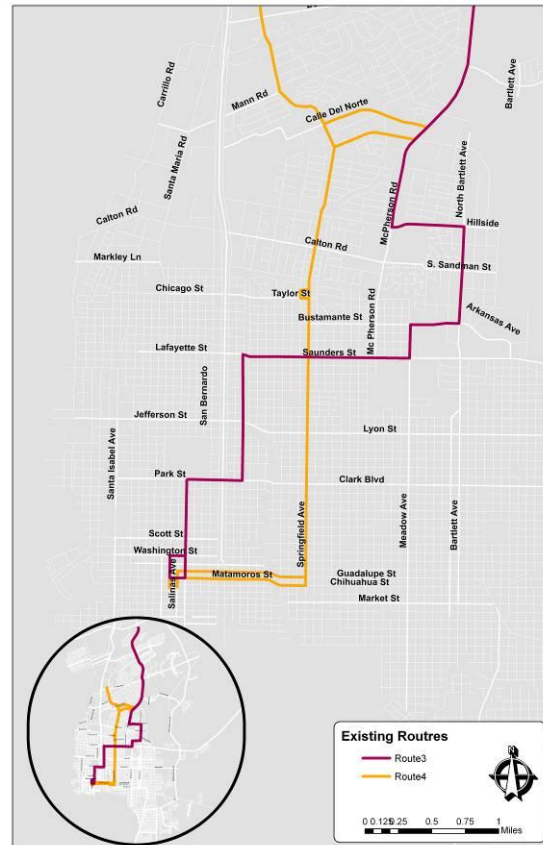 Bartlett Ave
Carrillo Rd
Mann Rd
Calle Del Norte
Santa Maria Rd
North Bartlett Ave
McPherson Rd
Calton Rd
Hillside
Calton Rd
Markley Ln
S. Sandman St
Chicago St
Taylor St
Arkansas Ave
Bustamante St
Mc Pherson Rd
Lafayette St
Saunders St
San Bernardo
Jefferson St
Lyon St
Santa Isabel Ave
Park St
Clark Blvd
Springfield Ave
Meadow Ave
Bartlett Ave
Scott St
Washington St
Salinas Ave
Matamoros St
Guadalupe St
Chihuahua St
Market St
Existing Routres
Route3
Route4
N
0 0.125 0.25 0.5 0.75 1
Miles